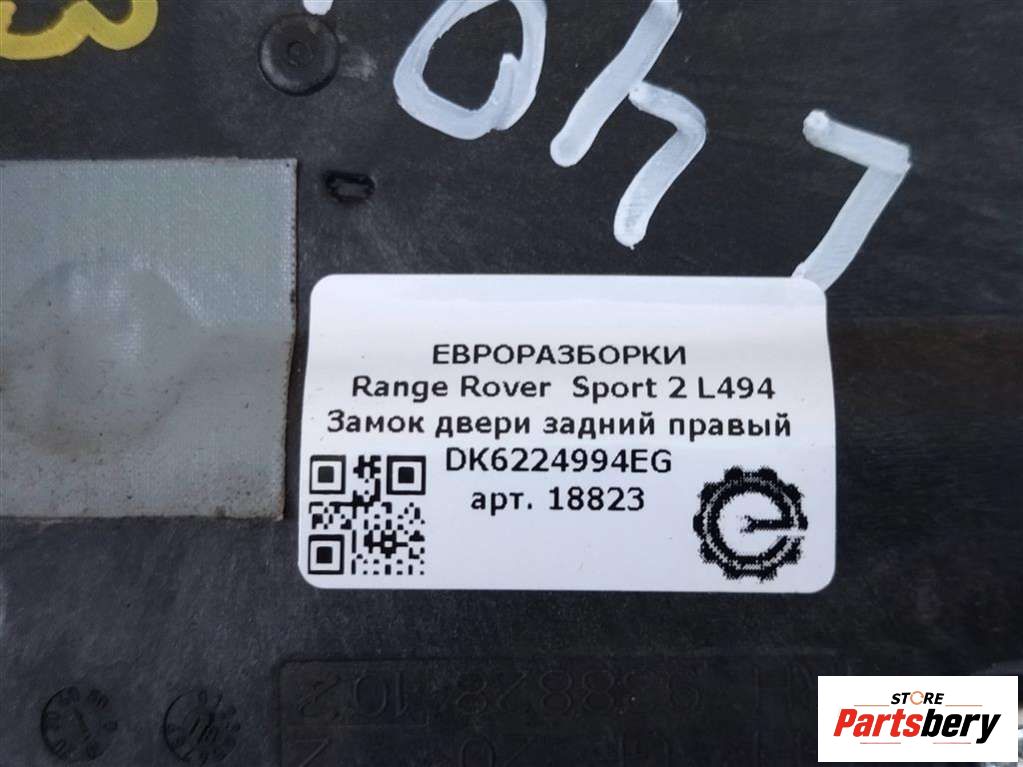 ЕВРОРАЗБОРКИ
Range Rover Sport 2 L494
Замок двери задний правый
DK6224994EG
арт. 18823
STORE
Partsbery